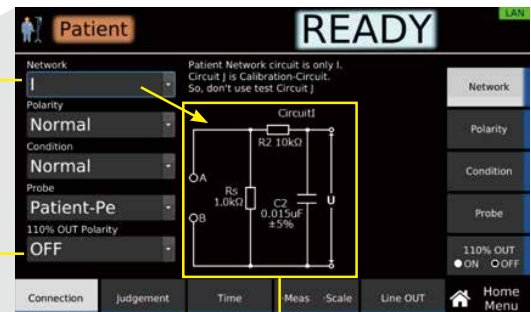 LAN
Patient
READY
Network
I
Polarity
Normal
Condition
Normal
Probe
Patient-Pe
110% OUT Polarity
OFF
Patient Network circuit is only I.
Circuit J is Calibration-Circuit.
So, don't use test Circuit J
CircuitI
R2 10kΩ
A
Rs
1.0kΩ
B
C2
0.015uF
±5%
U
Network
Polarity
Condition
Probe
110% OUT
ON OFF
Connection
Judgement
Time
Meas Scale
Line OUT
Home
Menu